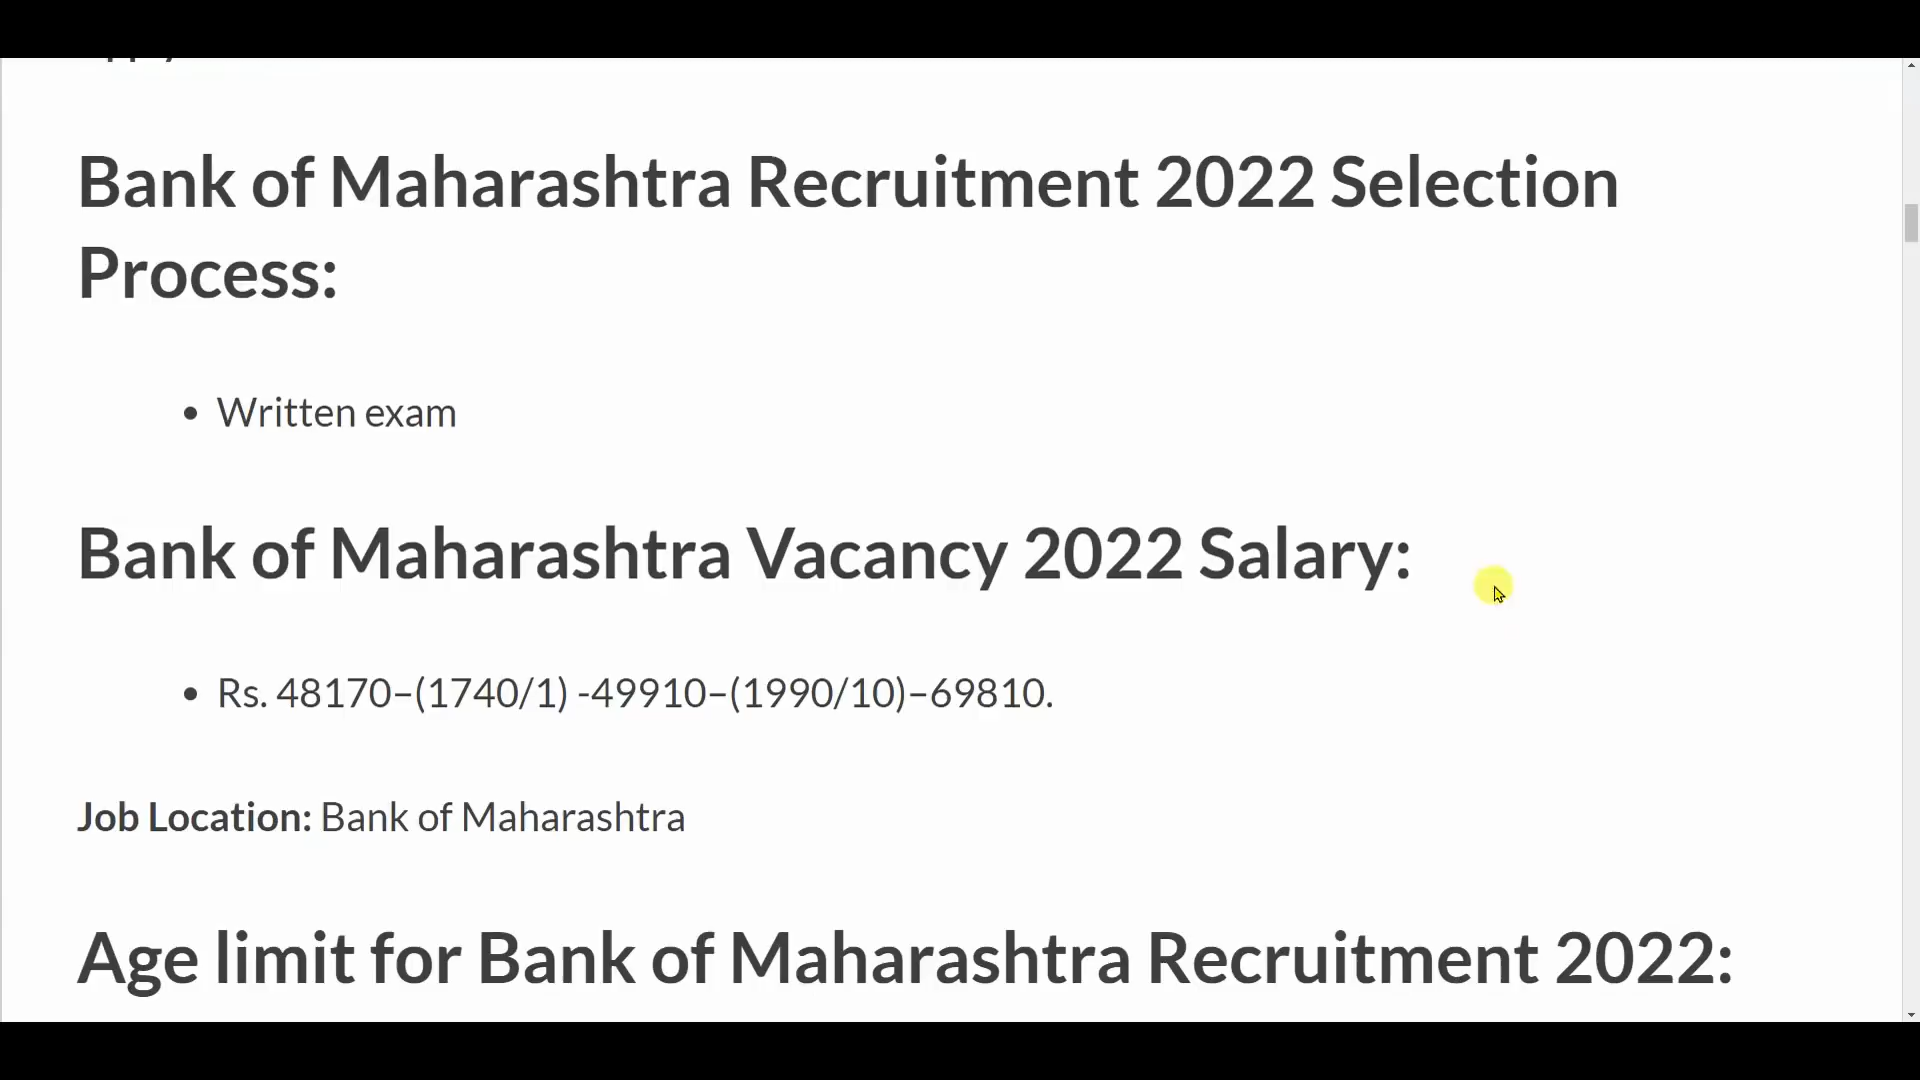 Bank of Maharashtra Recruitment 2022 Selection
Process:
• Written exam
Bank of Maharashtra Vacancy 2022 Salary:
• Rs. 48170–(1740/1) -49910–(1990/10)–69810.
Job Location: Bank of Maharashtra
Age limit for Bank of Maharashtra Recruitment 2022: